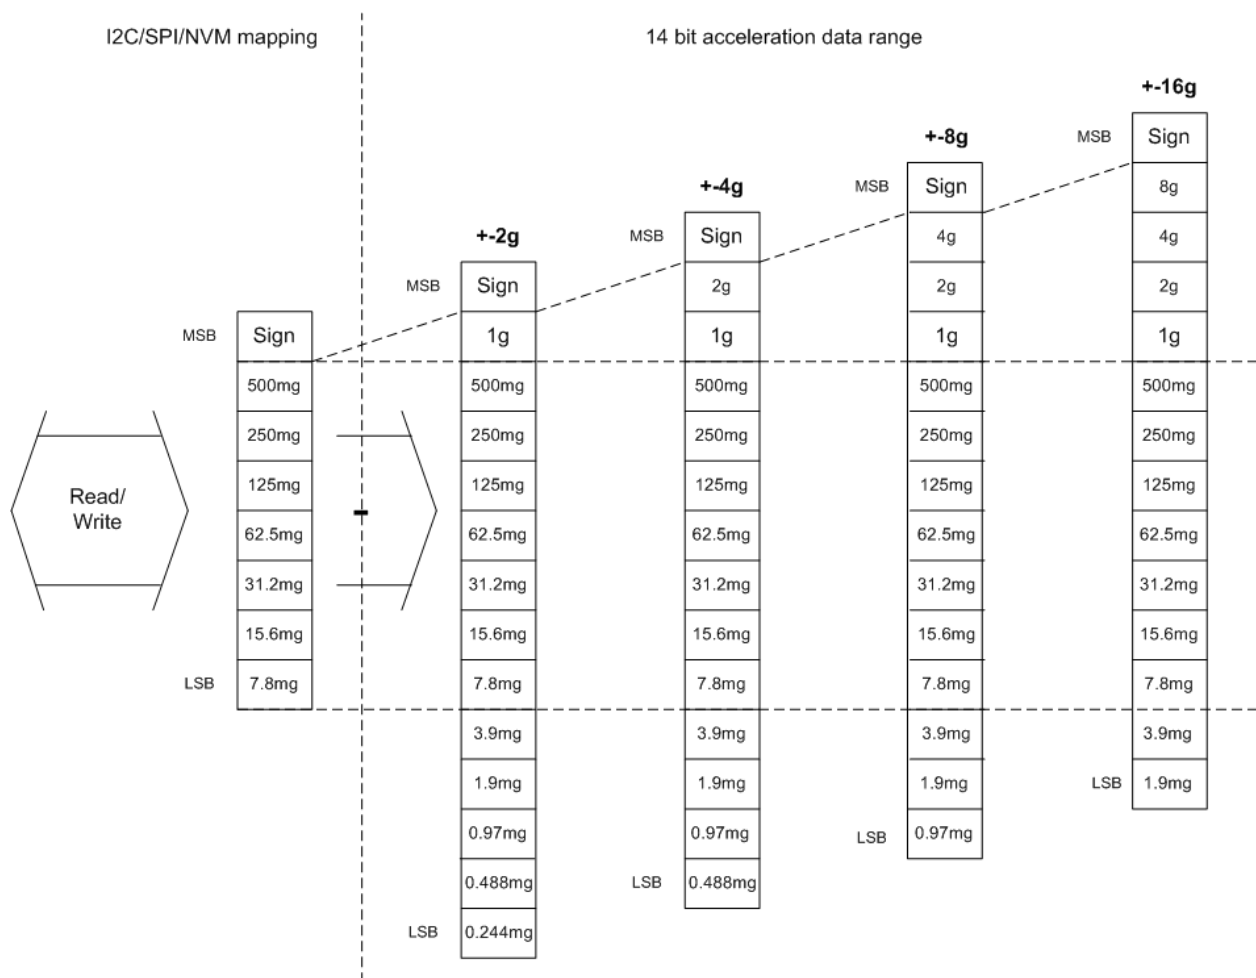 I2C/SPI/NVM mapping
14 bit acceleration data range
+-16g
MSB
Sign
8g
4g
2g
1g
500mg
250mg
125mg
62.5mg
31.2mg
15.6mg
7.8mg
3.9mg
LSB
1.9mg
+-8g
MSB
Sign
4g
2g
1g
500mg
250mg
125mg
62.5mg
31.2mg
15.6mg
7.8mg
3.9mg
1.9mg
LSB
0.97mg
+-4g
MSB
Sign
2g
1g
500mg
250mg
125mg
62.5mg
31.2mg
15.6mg
7.8mg
3.9mg
1.9mg
0.97mg
LSB
0.488mg
+-2g
MSB
Sign
1g
500mg
250mg
125mg
62.5mg
31.2mg
15.6mg
7.8mg
3.9mg
1.9mg
0.97mg
0.488mg
LSB
0.244mg
MSB
Sign
500mg
250mg
125mg
62.5mg
31.2mg
15.6mg
LSB
7.8mg
Read/
Write
-